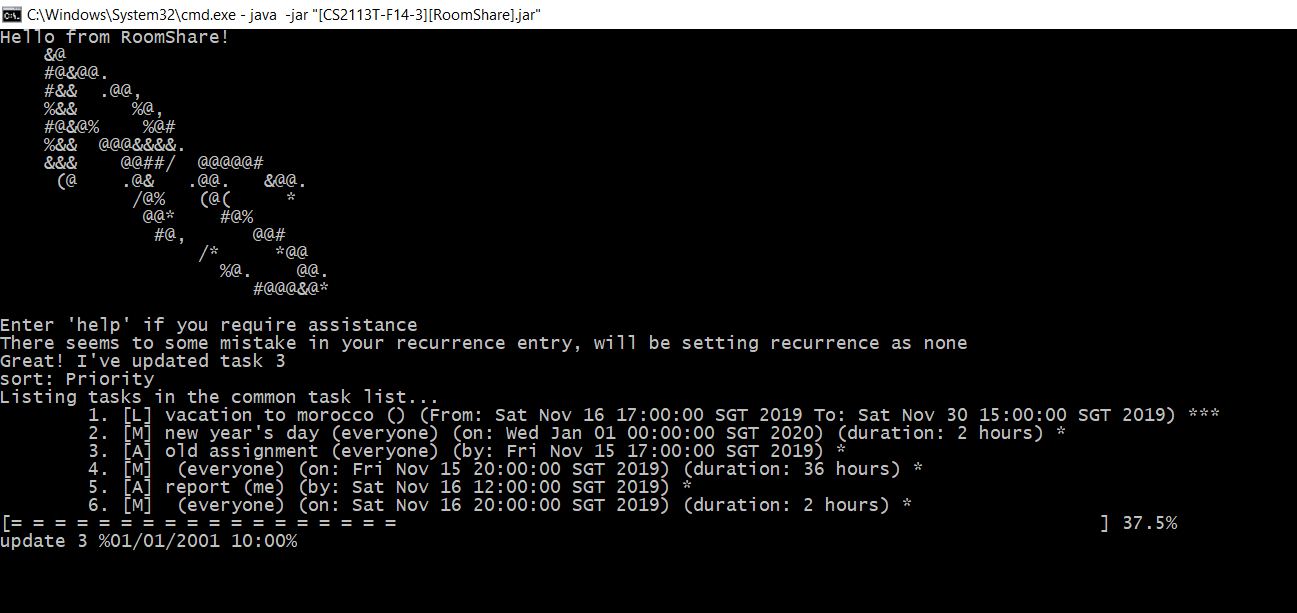 C:\Windows\System32\cmd.exe - java  -jar "[CS2113T-F14-3][RoomShare].jar"
Hello from RoomShare!
    &@
    #@&@@.
    #&&  .@@,
    %&&     %@,
    #@&@%    %@#
    %&&  @@@&&&&.
    &&&    @@##/  @@@@@#
     (@    .@&   .@@.   &@@.
            /@%   (@(     *
             @@*    #@%
              #@,      @@#
                  /*     *@@
                    %@.    @@.
                       #@@@&@*
Enter 'help' if you require assistance
There seems to some mistake in your recurrence entry, will be setting recurrence as none
Great! I've updated task 3
sort: Priority
Listing tasks in the common task list...
        1. [L] vacation to morocco () (From: Sat Nov 16 17:00:00 SGT 2019 To: Sat Nov 30 15:00:00 SGT 2019) ***
        2. [M] new year's day (everyone) (on: Wed Jan 01 00:00:00 SGT 2020) (duration: 2 hours) *
        3. [A] old assignment (everyone) (by: Fri Nov 15 17:00:00 SGT 2019) *
        4. [M]  (everyone) (on: Fri Nov 15 20:00:00 SGT 2019) (duration: 36 hours) *
        5. [A] report (me) (by: Sat Nov 16 12:00:00 SGT 2019) *
        6. [M]  (everyone) (on: Sat Nov 16 20:00:00 SGT 2019) (duration: 2 hours) *
[= = = = = = = = = = = = = = = = = =                                                                ] 37.5%
update 3 %01/01/2001 10:00%